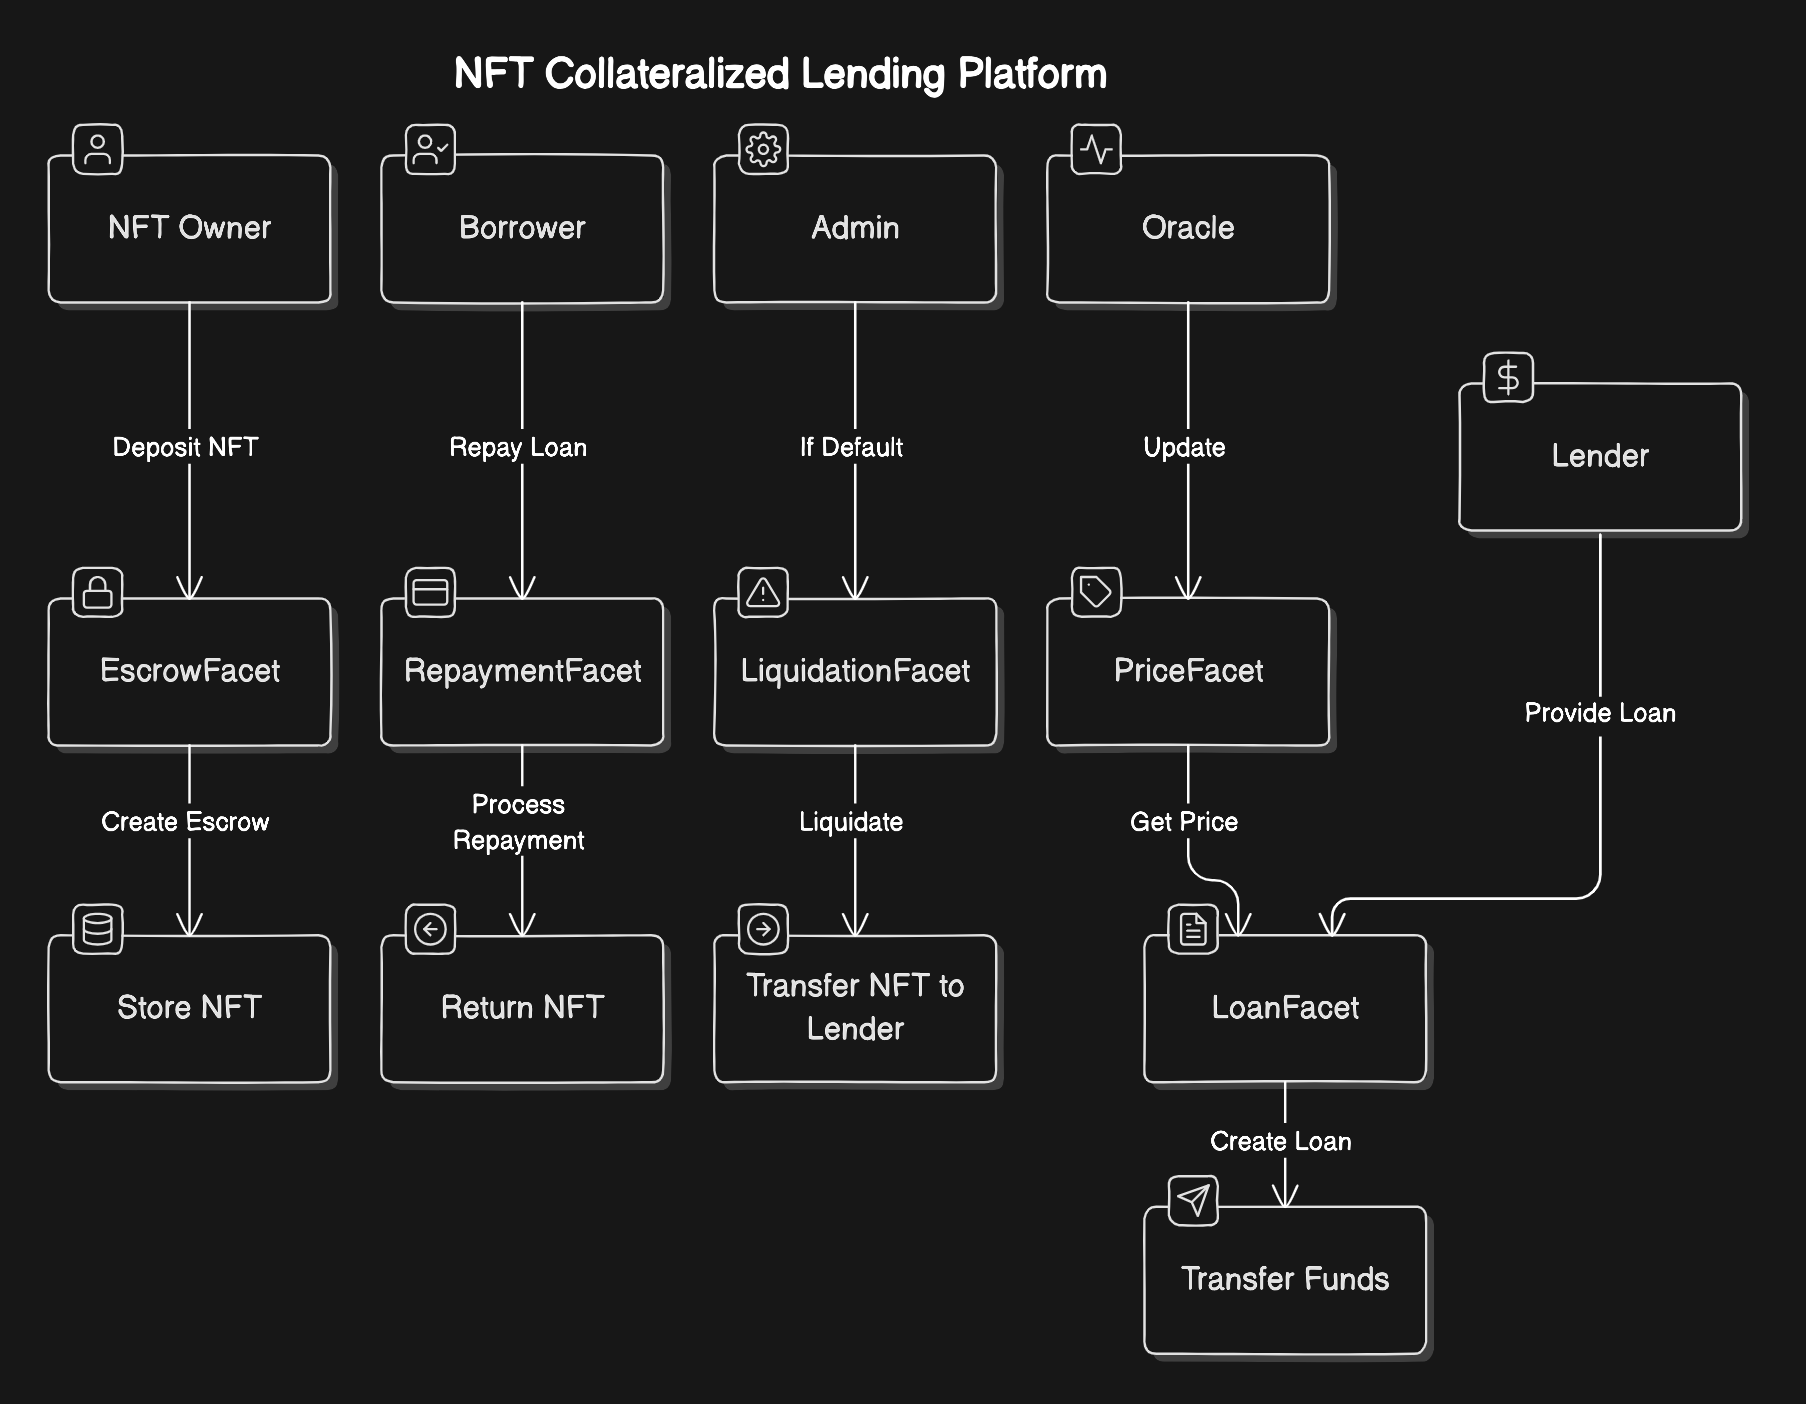 NFT Collateralized Lending Platform
NFT Owner
Borrower
Admin
Oracle
Lender
Deposit NFT
Repay Loan
If Default
Update
EscrowFacet
RepaymentFacet
LiquidationFacet
PriceFacet
Provide Loan
Create Escrow
Process
Repayment
Liquidate
Get Price
Store NFT
Return NFT
Transfer NFT to
Lender
LoanFacet
Create Loan
Transfer Funds